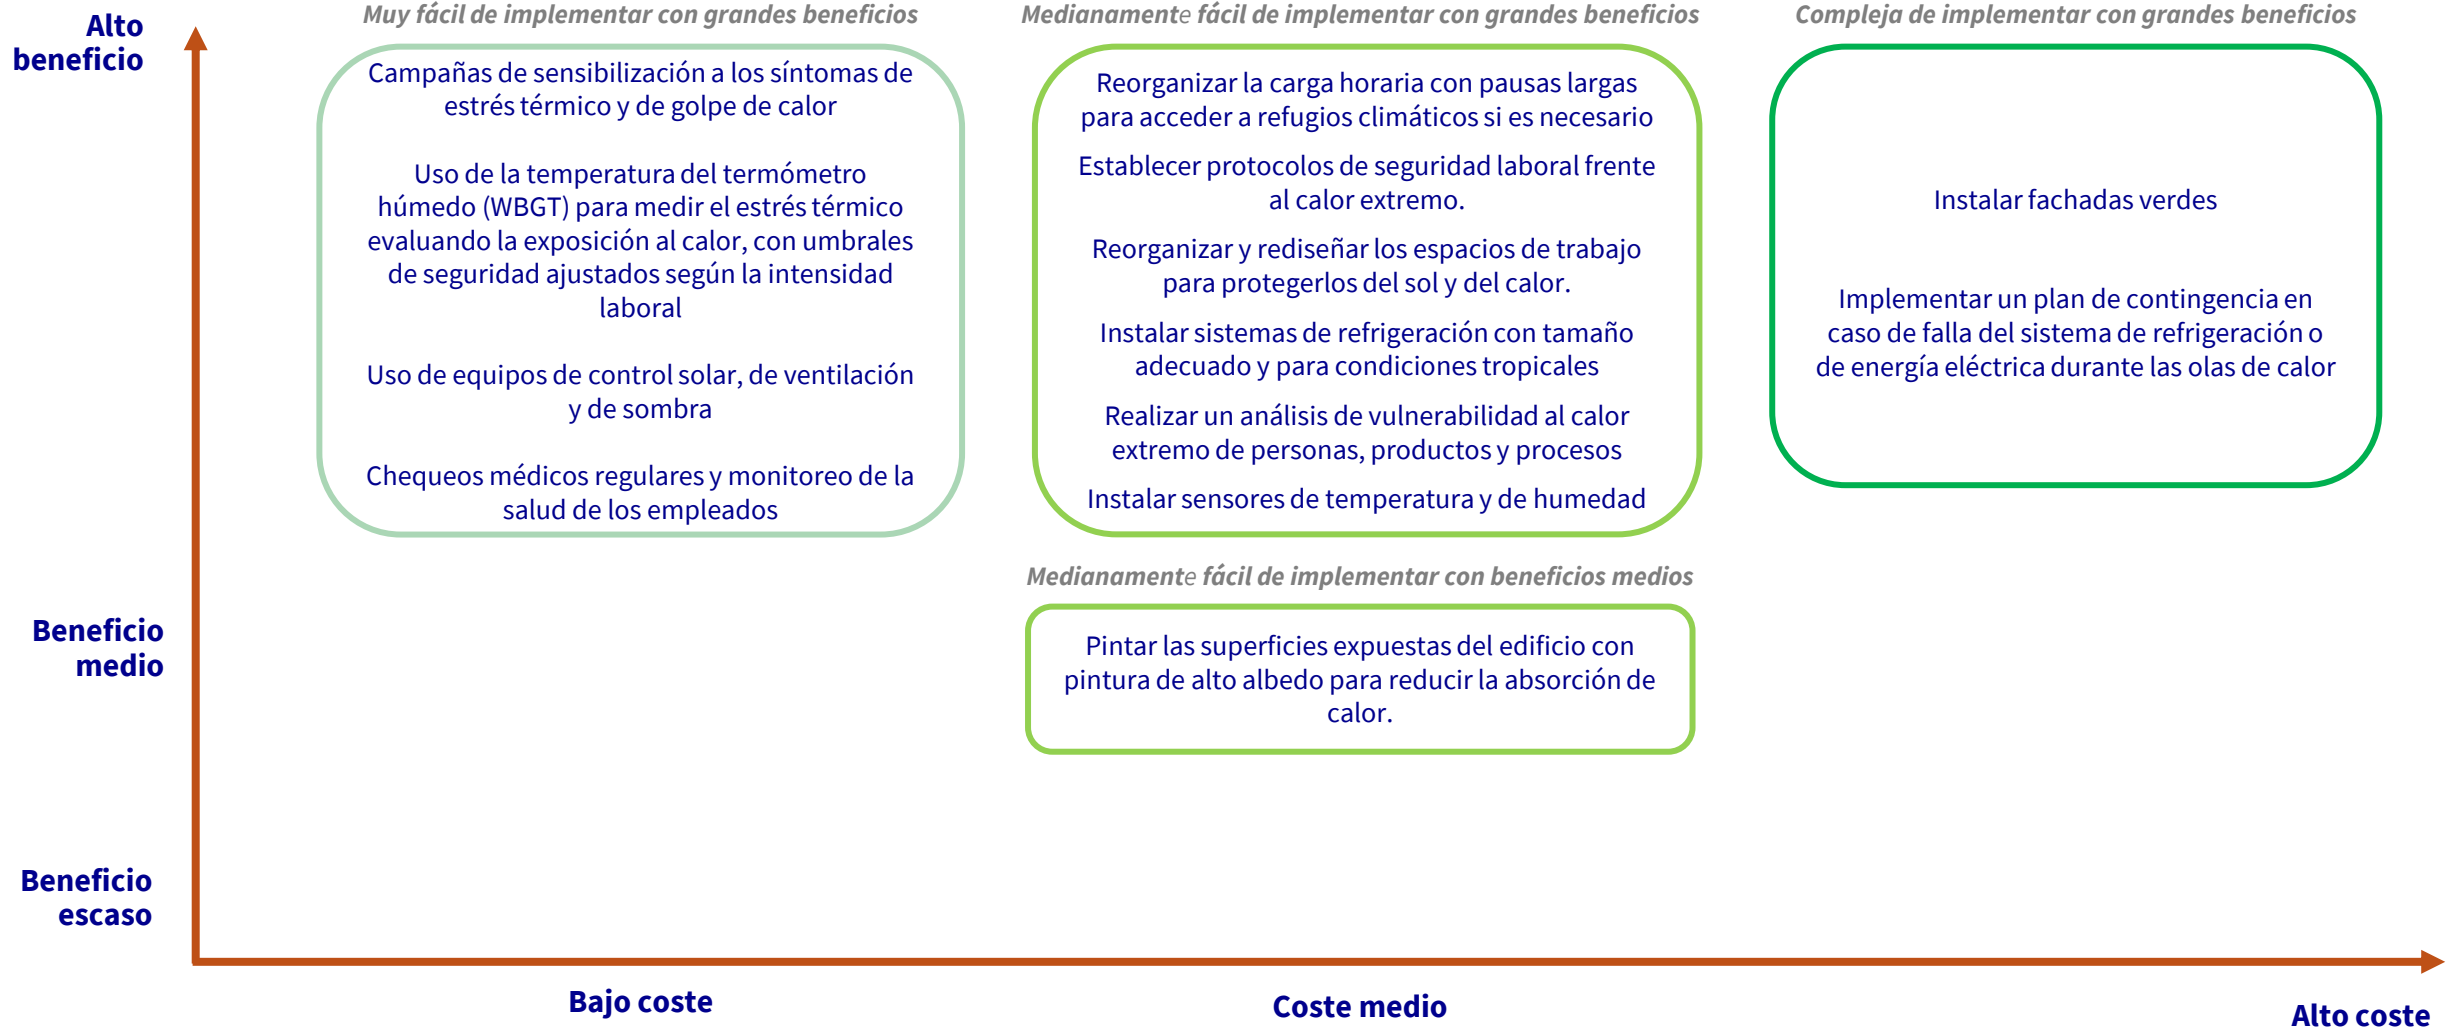 Alto
beneficio
Muy fácil de implementar con grandes beneficios
Campañas de sensibilización a los síntomas de
estrés térmico y de golpe de calor
Uso de la temperatura del termómetro
húmedo (WBGT) para medir el estrés térmico
evaluando la exposición al calor, con umbrales
de seguridad ajustados según la intensidad
laboral
Uso de equipos de control solar, de ventilación
y de sombra
Chequeos médicos regulares y monitoreo de la
salud de los empleados
Medianamente fácil de implementar con grandes beneficios
Reorganizar la carga horaria con pausas largas
para acceder a refugios climáticos si es necesario
Establecer protocolos de seguridad laboral frente
al calor extremo.
Reorganizar y rediseñar los espacios de trabajo
para protegerlos del sol y del calor.
Instalar sistemas de refrigeración con tamaño
adecuado y para condiciones tropicales
Realizar un análisis de vulnerabilidad al calor
extremo de personas, productos y procesos
Instalar sensores de temperatura y de humedad
Compleja de implementar con grandes beneficios
Instalar fachadas verdes
Implementar un plan de contingencia en
caso de falla del sistema de refrigeración o
de energía eléctrica durante las olas de calor
Beneficio
medio
Medianamente fácil de implementar con beneficios medios
Pintar las superficies expuestas del edificio con
pintura de alto albedo para reducir la absorción de
calor.
Beneficio
escaso
Bajo coste
Coste medio
Alto coste